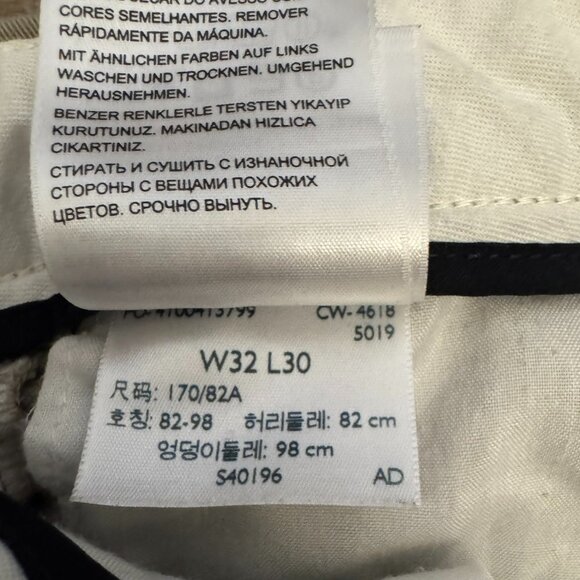 CORES SEMELHANTES. REMOVER
RÁPIDAMENTE DA MÁQUINA.
MIT ÄHNLICHEN FARBEN AUF LINKS
WASCHEN UND TROCKNEN. UMGEHEND
HERAUSNEHMEN.
BENZER RENKLERLE TERSTEN YIKAYIP
KURUTUNUZ. MAKINADAN HIZLICA
CIKARTINIZ.
СТИРАТЬ И СУШИТЬ С ИЗНАНОЧНОЙ
СТОРОНЫ С ВЕЩАМИ ПОХОЖИХ
ЦВЕТОВ. СРОЧНО ВЫНУТЬ.
PO-4100413799 CW-4618
5019
W32 L30
尺码: 170/82A
호칭: 82-98 허리둘레: 82 cm
엉덩이둘레: 98 cm
S40196 AD